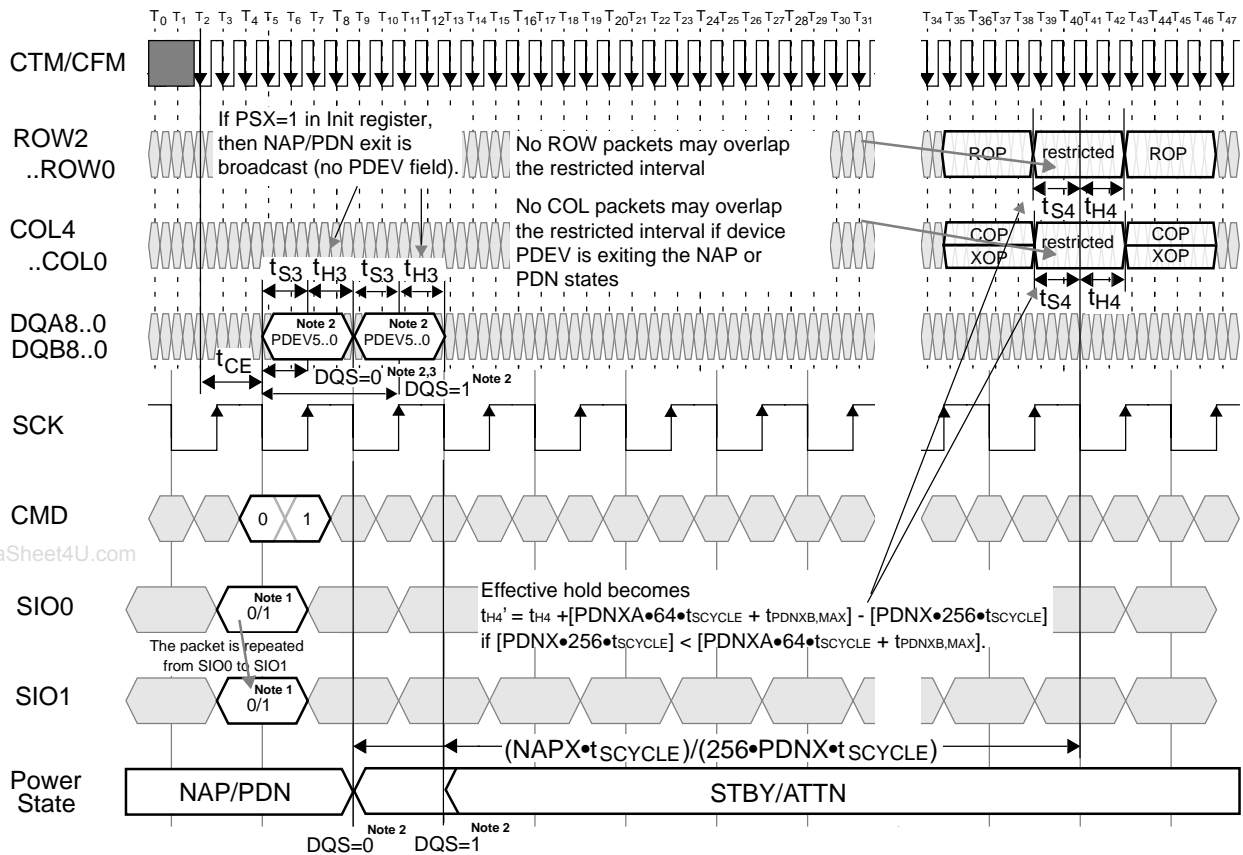 T0 T1 T2 T3 T4 T5 T6 T7 T8 T9 T10 T11 T12 T13 T14 T15 T16 T17 T18 T19 T20 T21 T22 T23 T24 T25 T26 T27 T28 T29 T30 T31 T34 T35 T36 T37 T38 T39 T40 T41 T42 T43 T44 T45 T46 T47
CTM/CFM
If PSX=1 in Init register,
then NAP/PDN exit is
broadcast (no PDEV field).
No ROW packets may overlap
the restricted interval
ROW2
..ROW0
ROP restricted ROP
tS4 tH4
No COL packets may overlap
the restricted interval if device
PDEV is exiting the NAP or
PDN states
COL4
..COL0
COP restricted COP
XOP XOP
tS3 tH3 tS3 tH3
tS4 tH4
DQA8..0
DQB8..0
Note 2 Note 2
PDEV5..0 PDEV5..0
tCE
DQS=0 Note 2,3 DQS=1 Note 2
SCK
CMD
0 1
aSheet4U.com
SIO0
Note 1
0/1
Effective hold becomes
tH4' = tH4 +[PDNXA•64•tSCYCLE + tPDNXB,MAX] - [PDNX•256•tSCYCLE]
if [PDNX•256•tSCYCLE] < [PDNXA•64•tSCYCLE + tPDNXB,MAX].
The packet is repeated
from SIO0 to SIO1
SIO1
Note 1
0/1
(NAPX•tSCYCLE)/(256•PDNX•tSCYCLE)
Power
State
NAP/PDN STBY/ATTN
DQS=0 Note 2 DQS=1 Note 2